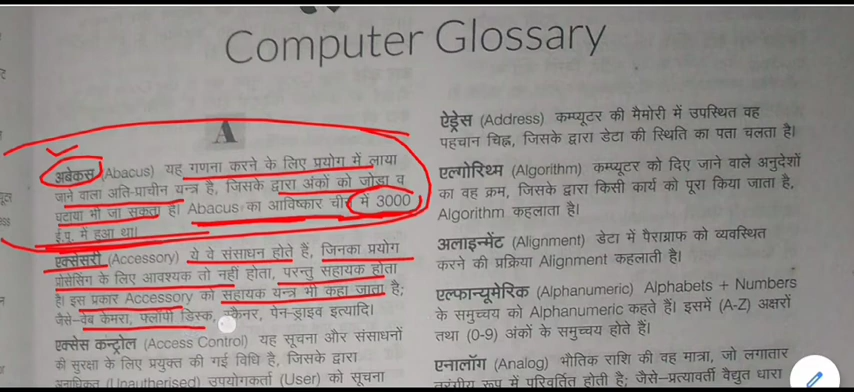 Computer Glossary
A
अबेकस (Abacus) यह गणना करने के लिए प्रयोग में लाया
जाने वाला अति-प्राचीन यन्त्र है, जिसके द्वारा अंकों को जोड़ा व
घटाया भी जा सकता है। Abacus का आविष्कार चीन में 3000
ई.पू. में हुआ था।
एक्सेसरी (Accessory) ये वे संसाधन होते हैं, जिनका प्रयोग
प्रोसेसिंग के लिए आवश्यक तो नहीं होता, परन्तु सहायक होता
है। इस प्रकार Accessory को सहायक यन्त्र भी कहा जाता है;
जैसे-वेब कैमरा, फ्लॉपी डिस्क, स्कैनर, पेन-ड्राइव इत्यादि।
एक्सेस कन्ट्रोल (Access Control) यह सूचना और संसाधनों
की सुरक्षा के लिए प्रयुक्त की गई विधि है, जिसके द्वारा
अनाधिकृत (Unauthorised) उपयोगकर्ता (User) को सूचना
ऐड्रेस (Address) कम्प्यूटर की मैमोरी में उपस्थित वह
पहचान चिह्न, जिसके द्वारा डेटा की स्थिति का पता चलता है।
एल्गोरिथ्म (Algorithm) कम्प्यूटर को दिए जाने वाले अनुदेशों
का वह क्रम, जिसके द्वारा किसी कार्य को पूरा किया जाता है,
Algorithm कहलाता है।
अलाइन्मेंट (Alignment) डेटा में पैराग्राफ को व्यवस्थित
करने की प्रक्रिया Alignment कहलाती है।
एल्फान्यूमेरिक (Alphanumeric) Alphabets + Numbers
के समुच्चय को Alphanumeric कहते हैं। इसमें (A-Z) अक्षरों
तथा (0-9) अंकों के समुच्चय होते हैं।
एनालॉग (Analog) भौतिक राशि की वह मात्रा, जो लगातार
तरंगीय रूप में परिवर्तित होती है; जैसे-प्रत्यावर्ती वैद्युत धारा